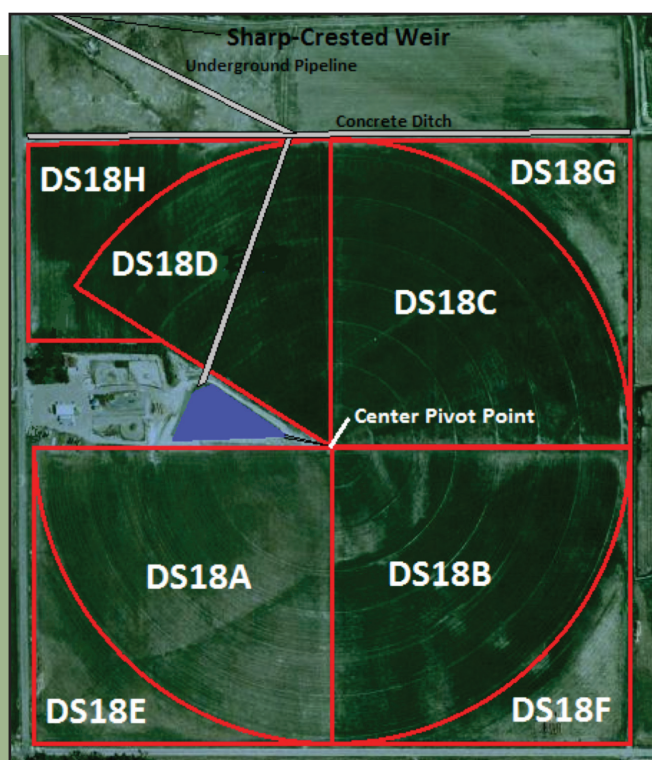 Sharp-Crested Weir
Underground Pipeline
Concrete Ditch
DS18H
DS18G
DS18D
DS18C
Center Pivot Point
DS18A
DS18B
DS18E
DS18F